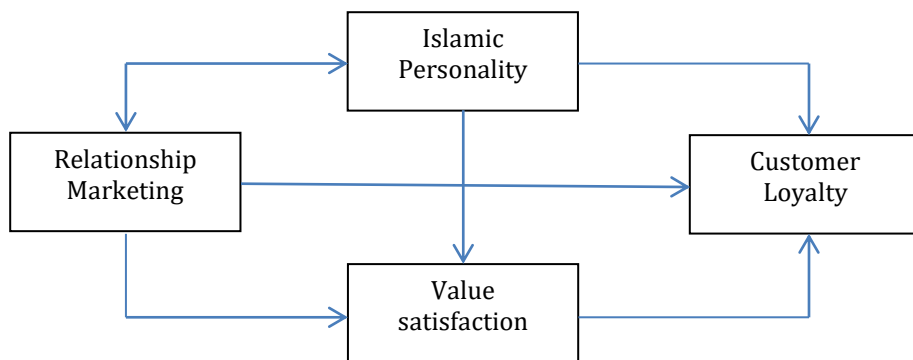 Islamic
Personality
Relationship
Marketing
Customer
Loyalty
Value
satisfaction